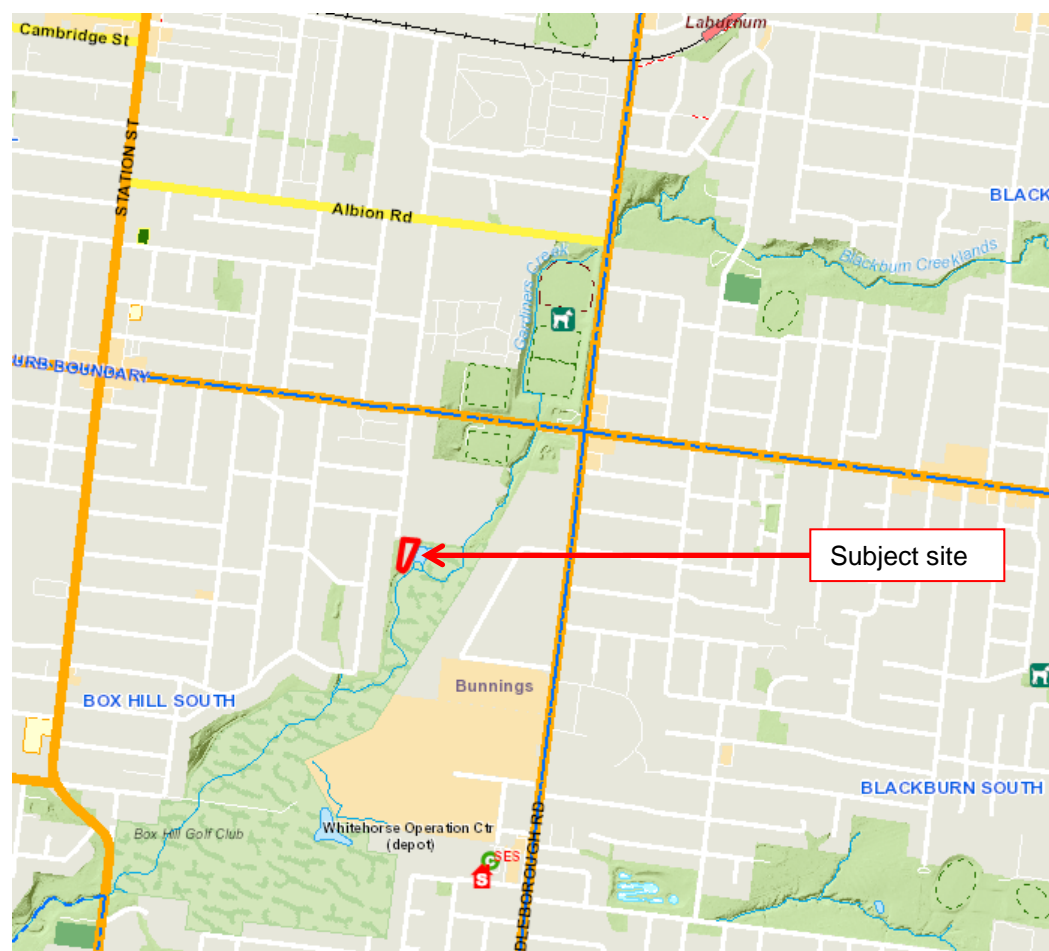 Laburnum
Cambridge St
STATION ST
BLACK
Albion Rd
Gardiners Creek
Blackburn Creeklands
URB BOUNDARY
Subject site
Bunnings
BOX HILL SOUTH
BLACKBURN SOUTH
Whitehorse Operation Ctr
(depot)
Box Hill Golf Club
SES
S
DLEBOROUGH RD